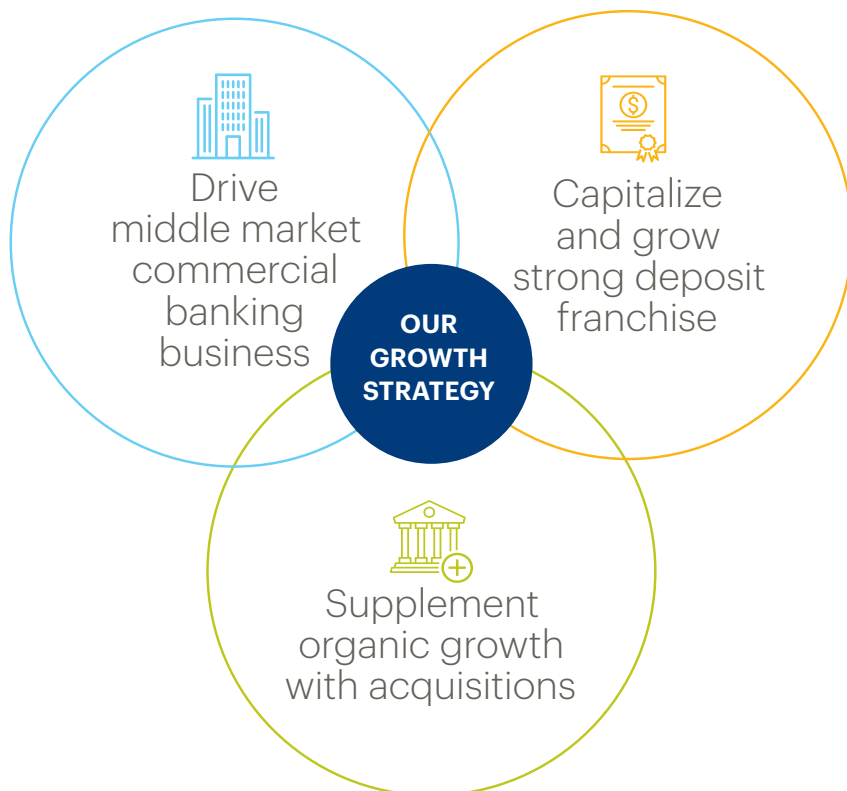 Drive
middle market
commercial
banking
business
$
Capitalize
and grow
strong deposit
franchise
OUR
GROWTH
STRATEGY
Supplement
organic growth
with acquisitions